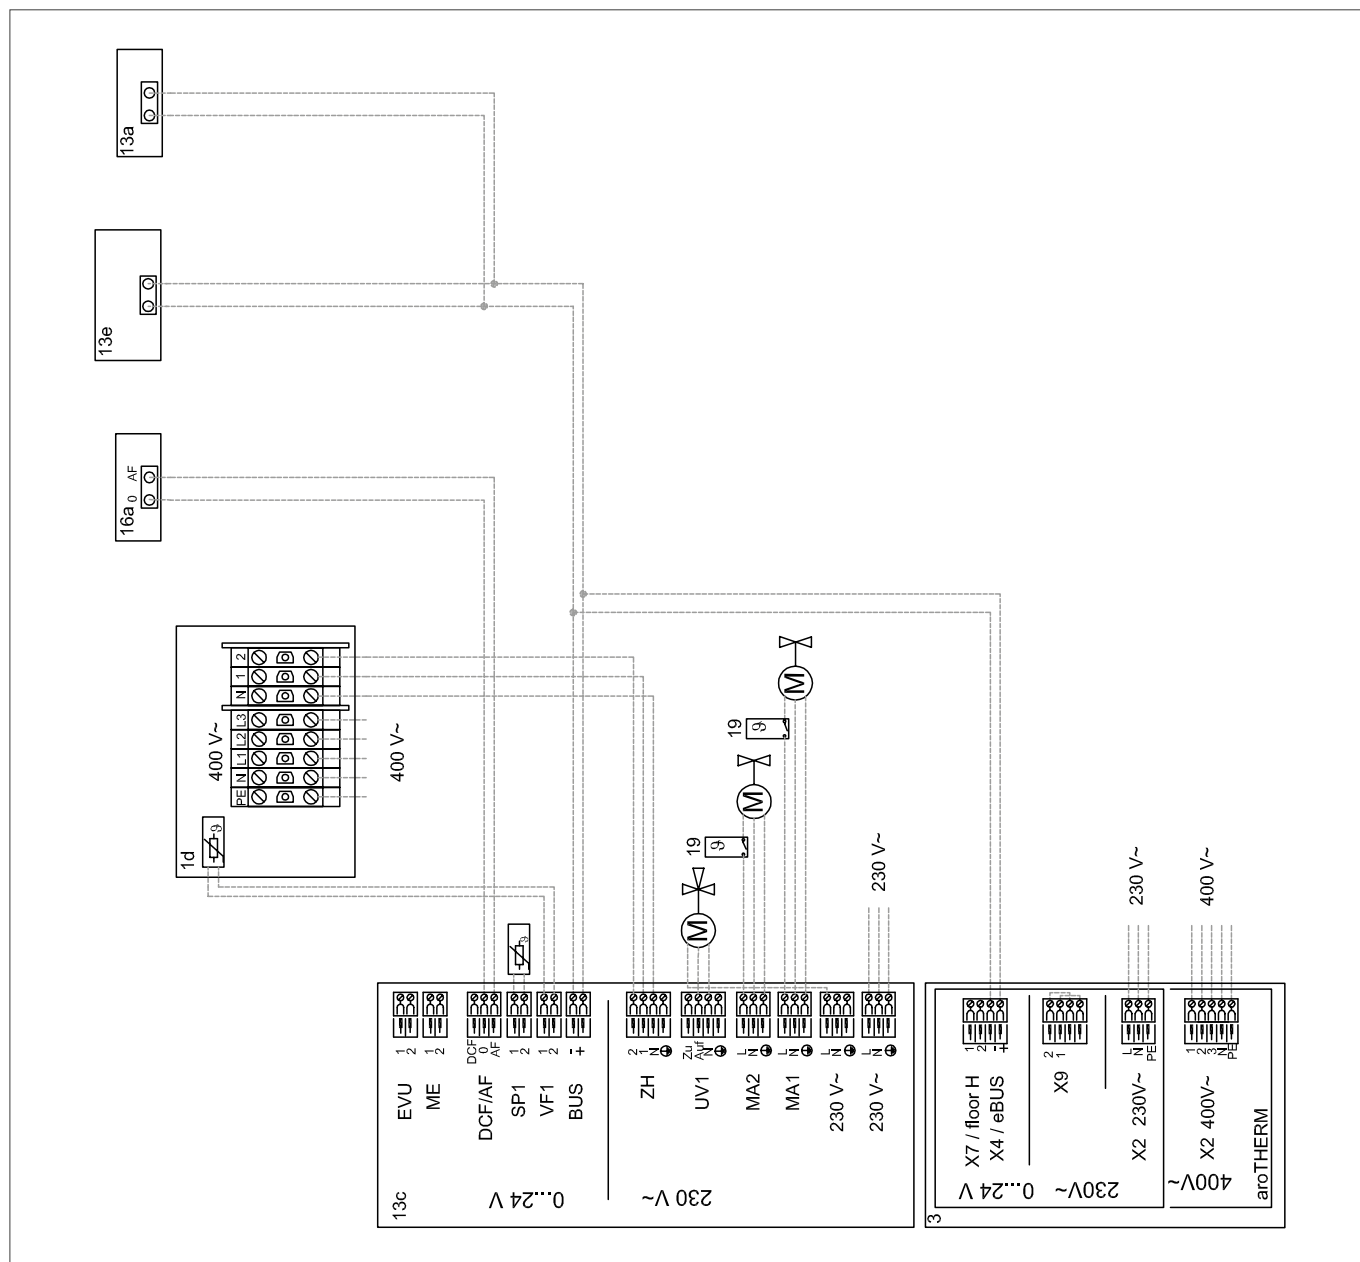 13a
13e
16a
0 AF
1d
400 V~
PE N L1 L2 L3 N 1 2
400 V~
ϑ
19
ϑ
M
19
ϑ
M
M
ϑ
230 V~
230 V~
400 V~
13c
EVU
1 2
ME
1 2
DCF/AF
DCF 0 AF
SP1
1 2
VF1
1 2
BUS
- +
ZH
2 1 N
UV1
Zu Auf N
MA2
L N
MA1
L N
230 V~
L N
230 V~
L N
0...24 V
230 V~
3
X7 / floor H
X4 / eBUS
1 2 - +
X9
2 1
X2 230V~
L N PE
X2 400V~
1 2 3 N PE
0...24 V
230V~
400V~
aroTHERM